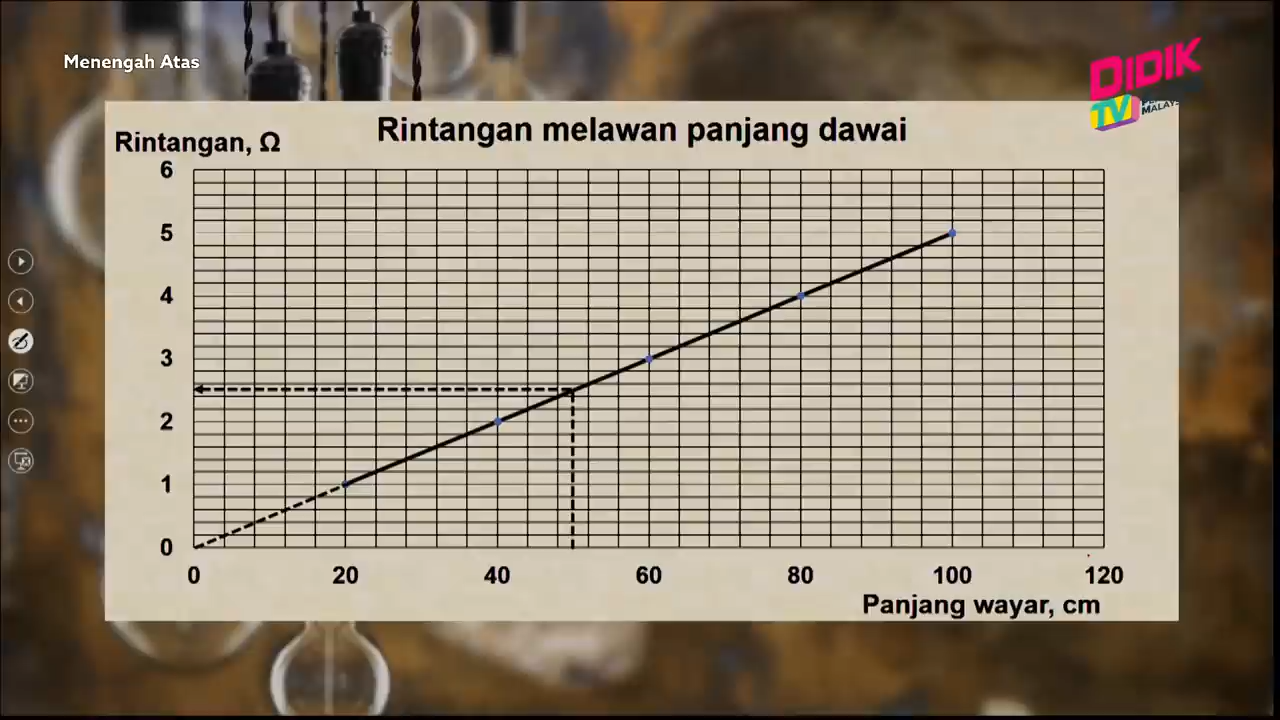 Menengah Atas
DIDIK
TV
MALAYS
Rintangan melawan panjang dawai
Rintangan, Ω
6
5
4
3
2
1
0
0 20 40 60 80 100 120
Panjang wayar, cm